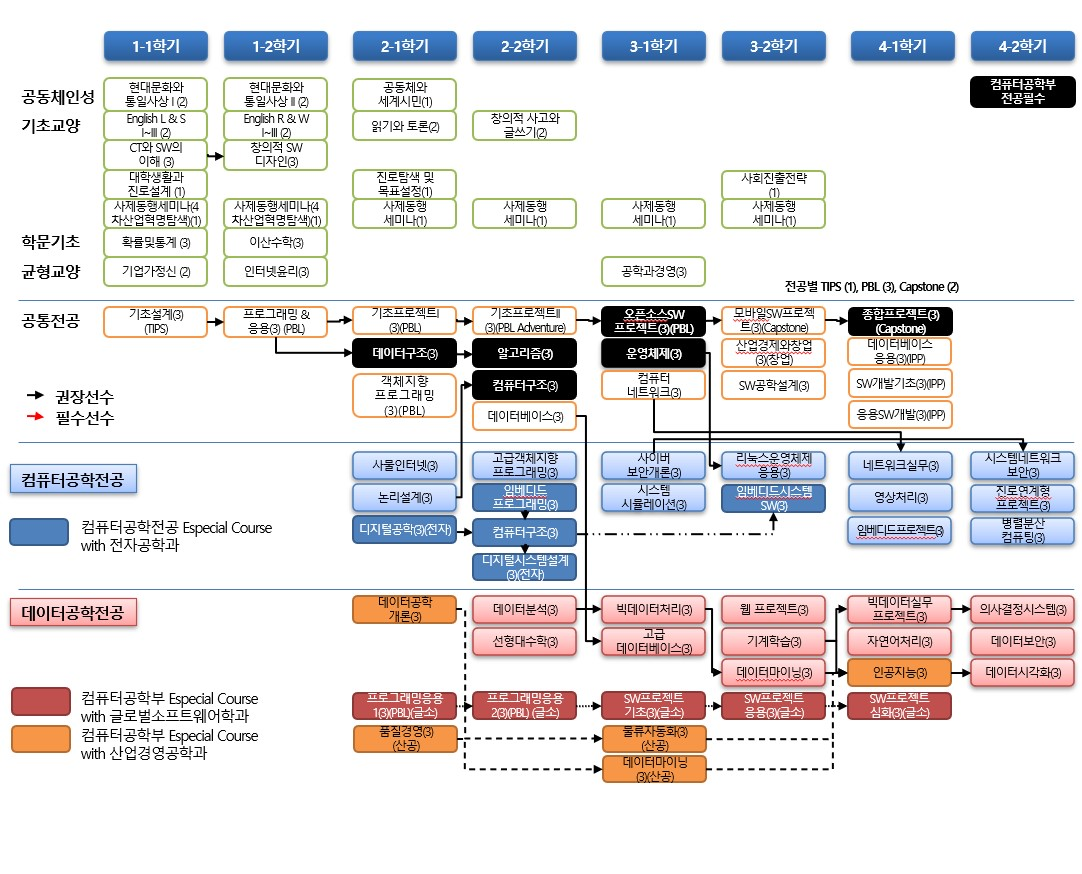 1-1학기
1-2학기
2-1학기
2-2학기
3-1학기
3-2학기
4-1학기
4-2학기
공동체인성
현대문화와
통일사상 I (2)
현대문화와
통일사상 II (2)
공동체와
세계시민(1)
컴퓨터공학부
전공필수
기초교양
English L & S
I~III (2)
English R & W
I~III (2)
읽기와 토론(2)
창의적 사고와
글쓰기(2)
CT와 SW의
이해 (3)
창의적 SW
디자인(3)
대학생활과
진로설계 (1)
진로탐색 및
목표설정(1)
사회진출전략
(1)
사제동행세미나(4
차산업혁명탐색)(1)
사제동행세미나(4
차산업혁명탐색)(1)
사제동행
세미나(1)
사제동행
세미나(1)
사제동행
세미나(1)
사제동행
세미나(1)
학문기초
확률및통계 (3)
이산수학(3)
균형교양
기업가정신 (2)
인터넷윤리(3)
공학과경영(3)
전공별 TIPS (1), PBL (3), Capstone (2)
공통전공
기초설계(3)
(TIPS)
프로그래밍 &
응용(3) (PBL)
기초프로젝트I
(3)(PBL)
기초프로젝트II
(3)(PBL Adventure)
오픈소스SW
프로젝트(3)(PBL)
모바일SW프로젝
트(3)(Capstone)
종합프로젝트(3)
(Capstone)
데이터구조(3)
알고리즘(3)
운영체제(3)
산업경제와창업
(3)(창업)
데이터베이스
응용(3)(IPP)
객체지향
프로그래밍
(3)(PBL)
컴퓨터구조(3)
컴퓨터
네트워크(3)
SW공학설계(3)
SW개발기초(3)(IPP)
데이터베이스(3)
응용SW개발(3)(IPP)
권장선수
필수선수
컴퓨터공학전공
사물인터넷(3)
고급객체지향
프로그래밍(3)
사이버
보안개론(3)
리눅스운영체제
응용(3)
네트워크실무(3)
시스템네트워크
보안(3)
논리설계(3)
임베디드
프로그래밍(3)
시스템
시뮬레이션(3)
임베디드시스템
SW(3)
영상처리(3)
진로연계형
프로젝트(3)
컴퓨터공학전공 Especial Course
with 전자공학과
디지털공학(3)(전자)
컴퓨터구조(3)
임베디드프로젝트(3)
병렬분산
컴퓨팅(3)
디지털시스템설계
(3)(전자)
데이터공학전공
데이터공학
개론(3)
데이터분석(3)
빅데이터처리(3)
웹 프로젝트(3)
빅데이터실무
프로젝트(3)
의사결정시스템(3)
선형대수학(3)
고급
데이터베이스(3)
기계학습(3)
자연어처리(3)
데이터보안(3)
데이터마이닝(3)
인공지능(3)
데이터시각화(3)
컴퓨터공학부 Especial Course
with 글로벌소프트웨어학과
프로그래밍응용
1(3)(PBL)(글소)
프로그래밍응용
2(3)(PBL) (글소)
SW프로젝트
기초(3)(글소)
SW프로젝트
응용(3)(글소)
SW프로젝트
심화(3)(글소)
컴퓨터공학부 Especial Course
with 산업경영공학과
품질경영(3)
(산공)
물류자동화(3)
(산공)
데이터마이닝
(3)(산공)